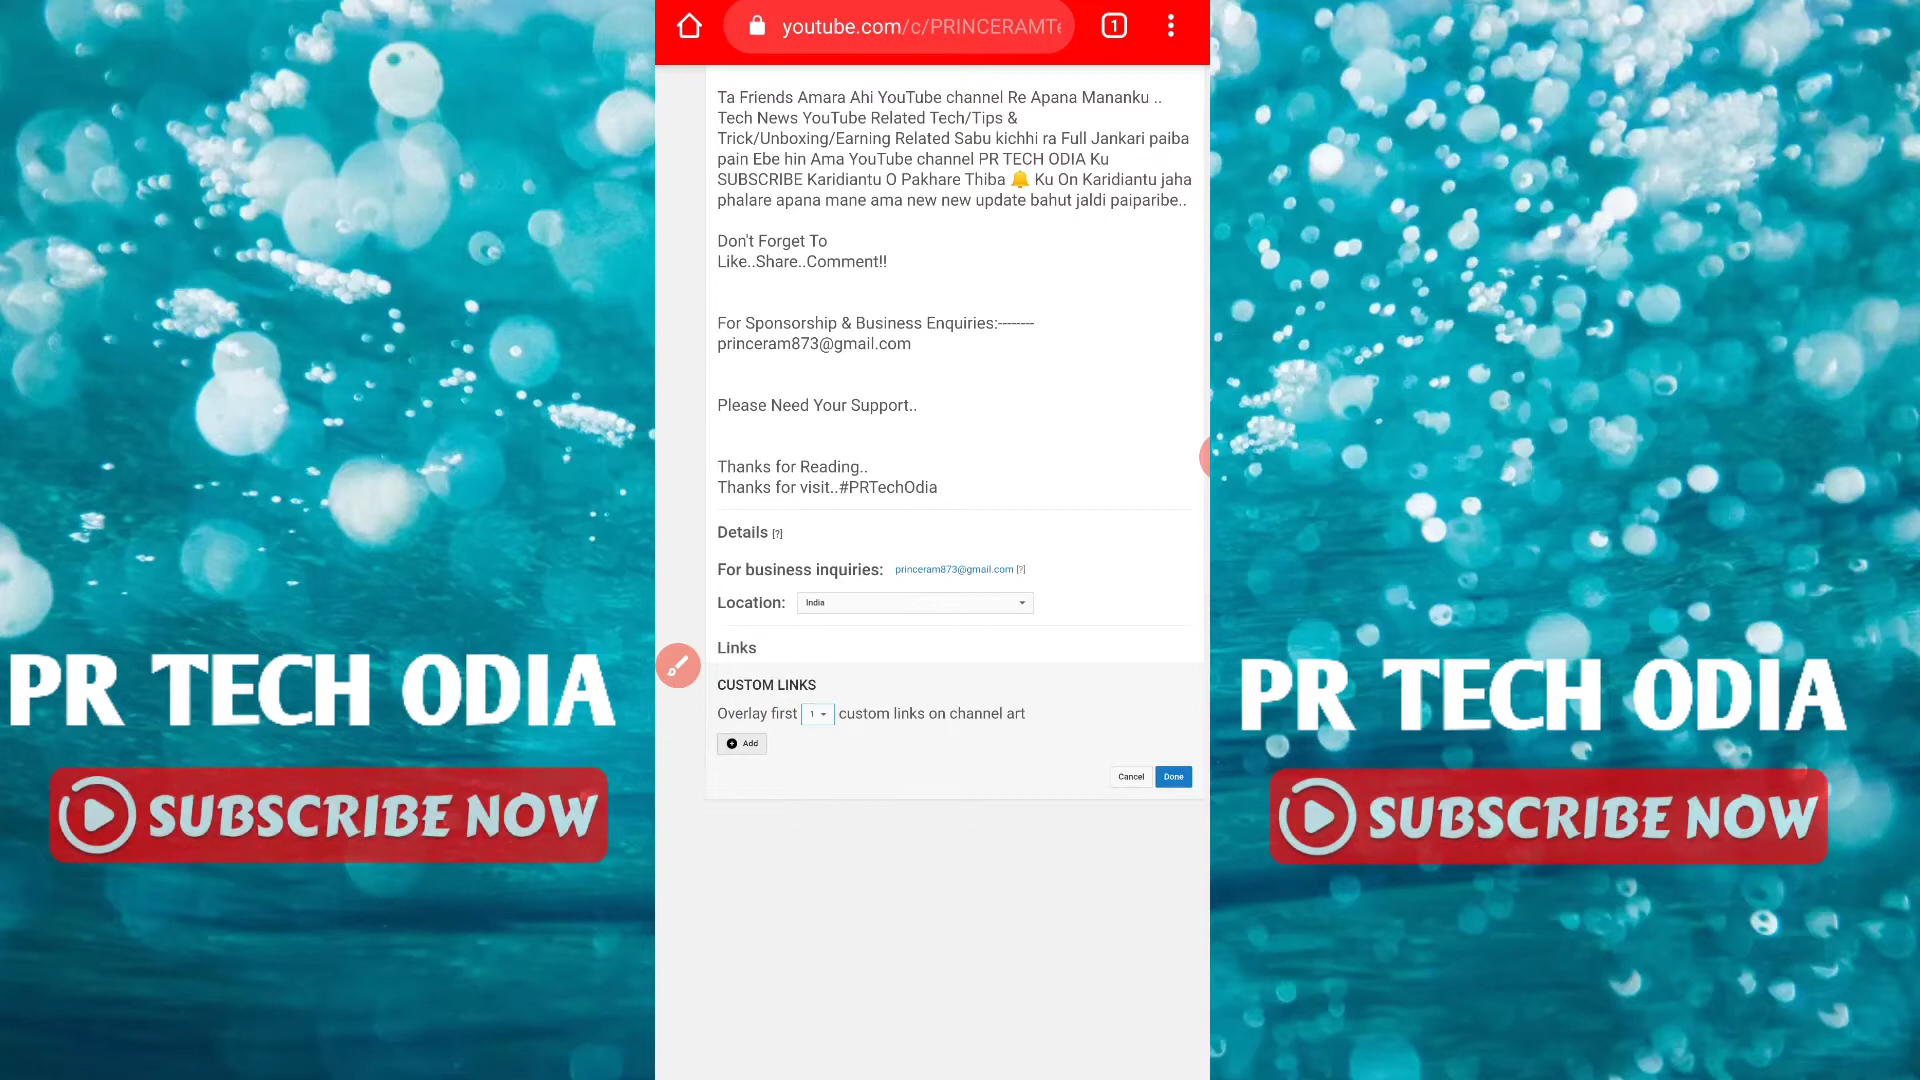 youtube.com/c/PRINCERAMTe
1
Ta Friends Amara Ahi YouTube channel Re Apana Mananku ..
Tech News YouTube Related Tech/Tips &
Trick/Unboxing/Earning Related Sabu kichhi ra Full Jankari paiba
pain Ebe hin Ama YouTube channel PR TECH ODIA Ku
SUBSCRIBE Karidiantu O Pakhare Thiba 🔔 Ku On Karidiantu jaha
phalare apana mane ama new new update bahut jaldi paiparibe..
Don't Forget To
Like..Share..Comment!!
For Sponsorship & Business Enquiries:--------
princeram873@gmail.com
Please Need Your Support..
Thanks for Reading..
Thanks for visit..#PRTechOdia
Details [?]
For business inquiries: princeram873@gmail.com [?]
Location: India
Links
CUSTOM LINKS
Overlay first 1 custom links on channel art
Add
Cancel Done
PR TECH ODIA
SUBSCRIBE NOW
PR TECH ODIA
SUBSCRIBE NOW